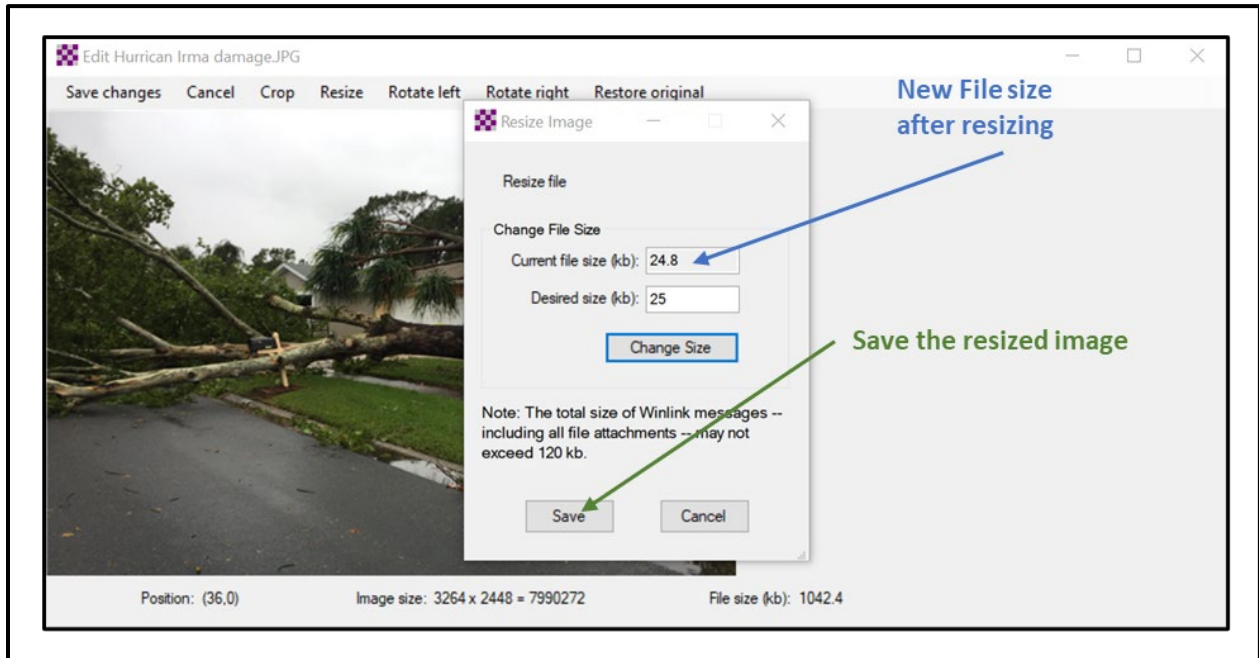 Edit Hurrican Irma damage.JPG
Save changes Cancel Crop Resize Rotate left Rotate right Restore original
New File size
after resizing
Resize Image
Resize file
Change File Size
Current file size (kb): 24.8
Desired size (kb): 25
Change Size
Save the resized image
Note: The total size of Winlink messages --
including all file attachments -- may not
exceed 120 kb.
Save Cancel
Position: (36,0) Image size: 3264 x 2448 = 7990272 File size (kb): 1042.4